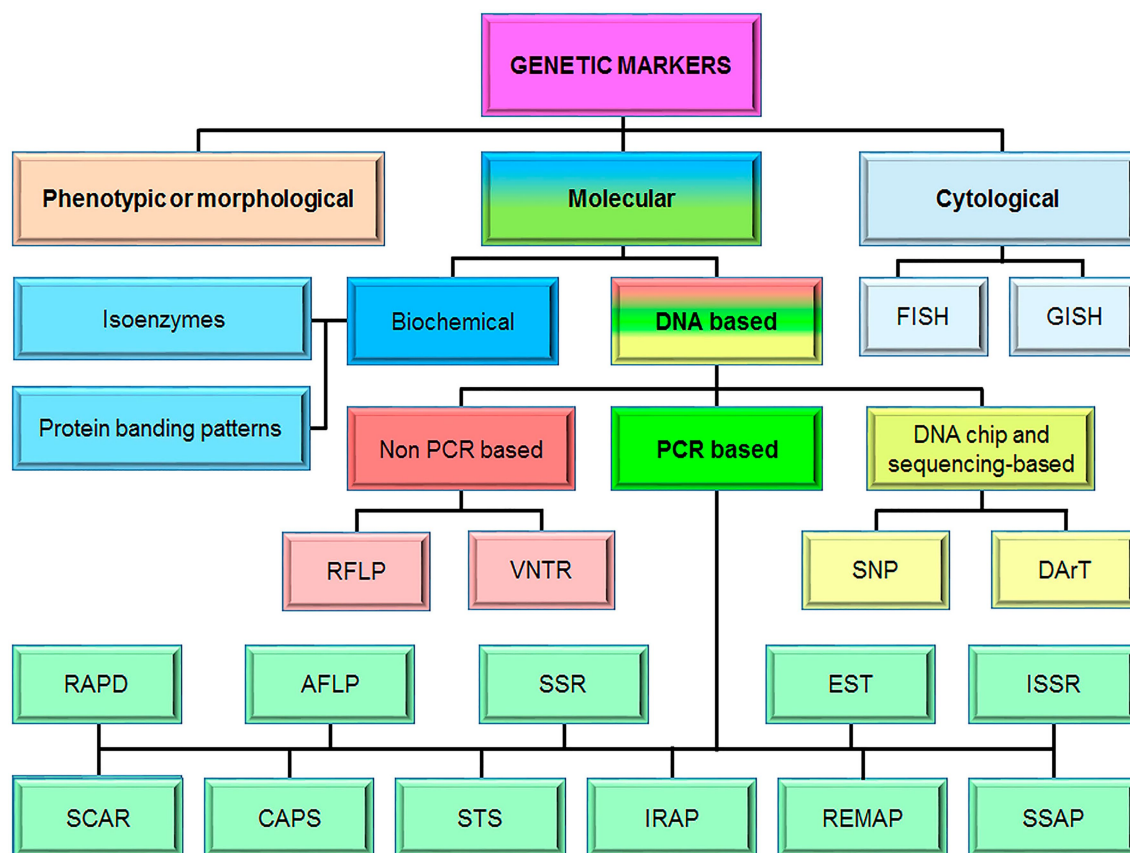 GENETIC MARKERS
Phenotypic or morphological
Molecular
Cytological
Isoenzymes
Biochemical
DNA based
FISH
GISH
Protein banding patterns
Non PCR based
PCR based
DNA chip and
sequencing-based
RFLP
VNTR
SNP
DArT
RAPD
AFLP
SSR
EST
ISSR
SCAR
CAPS
STS
IRAP
REMAP
SSAP